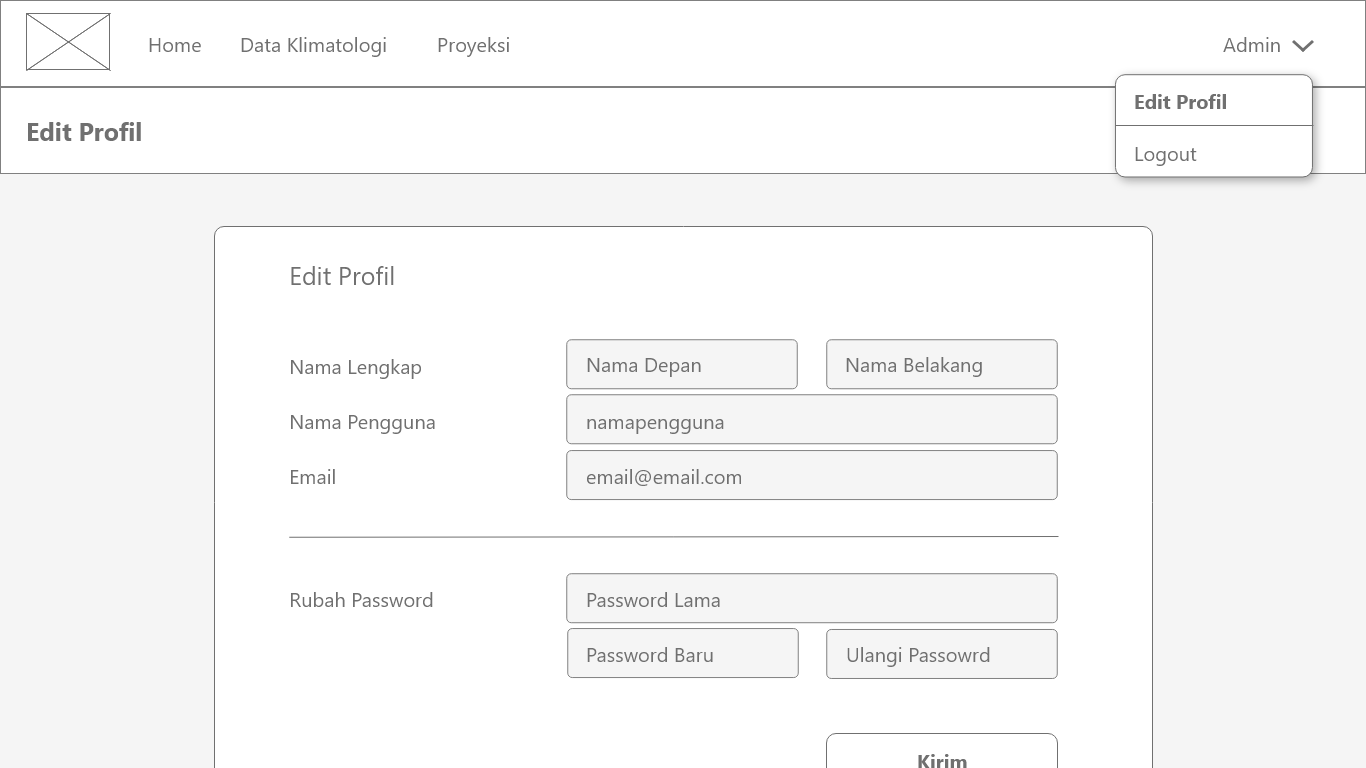 Home Data Klimatologi Proyeksi Admin
Edit Profil
Logout
Edit Profil
Edit Profil
Nama Lengkap Nama Depan Nama Belakang
Nama Pengguna namapengguna
Email email@email.com
Rubah Password Password Lama
Password Baru Ulangi Passowrd
Kirim